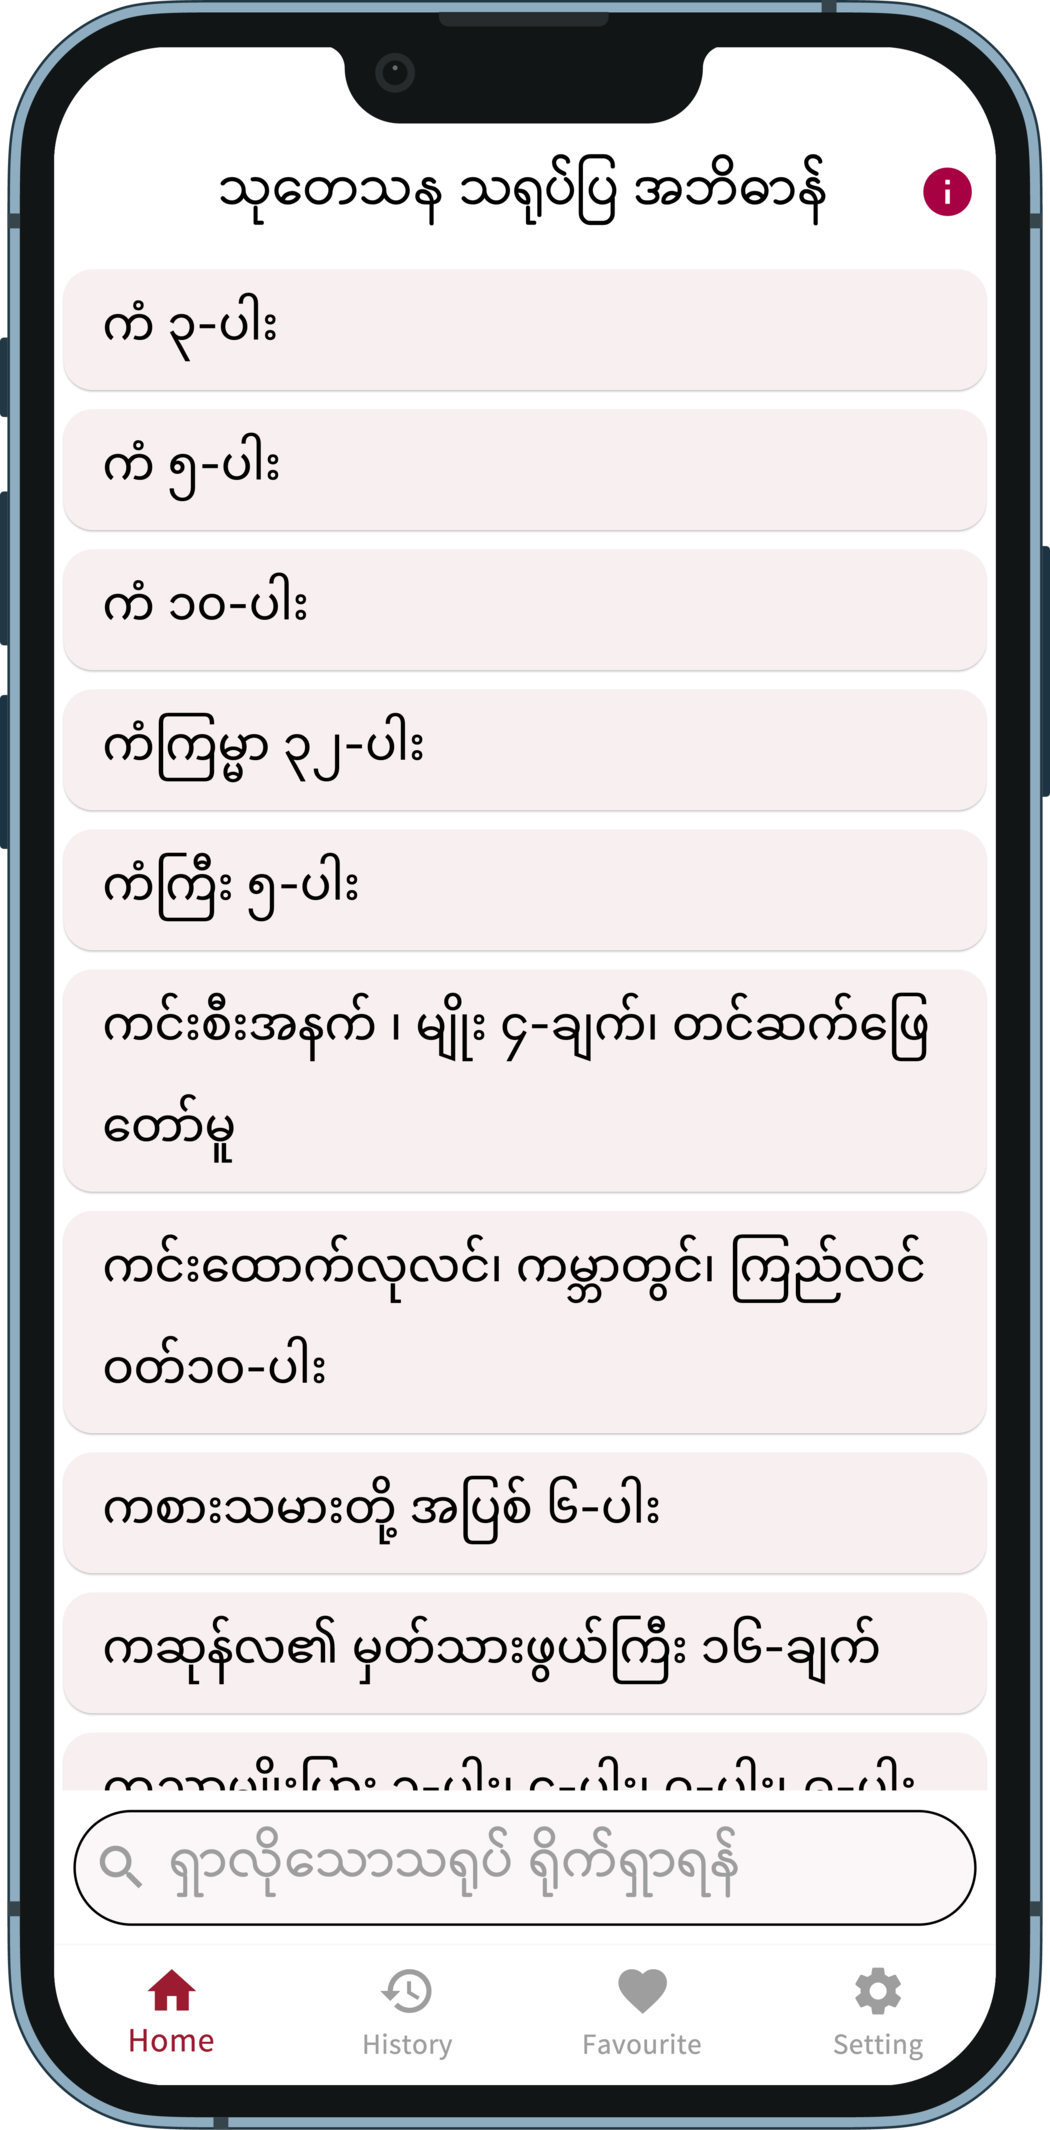 သုတေသန သရုပ်ပြ အဘိဓာန်
ကံ ၃-ပါး
ကံ ၅-ပါး
ကံ ၁၀-ပါး
ကံကြမ္မာ ၃၂-ပါး
ကံကြီး ၅-ပါး
ကင်းစီးအနက် ၊ မျိုး ၄-ချက်၊ တင်ဆက်ဖြေ
တော်မူ
ကင်းထောက်လုလင်၊ ကမ္ဘာတွင်၊ ကြည်လင်
ဝတ်၁၀-ပါး
ကစားသမားတို့ အပြစ် ၆-ပါး
ကဆုန်လ၏ မှတ်သားဖွယ်ကြီး ၁၆-ချက်
ရှာလိုသောသရုပ် ရိုက်ရှာရန်
Home
History
Favourite
Setting